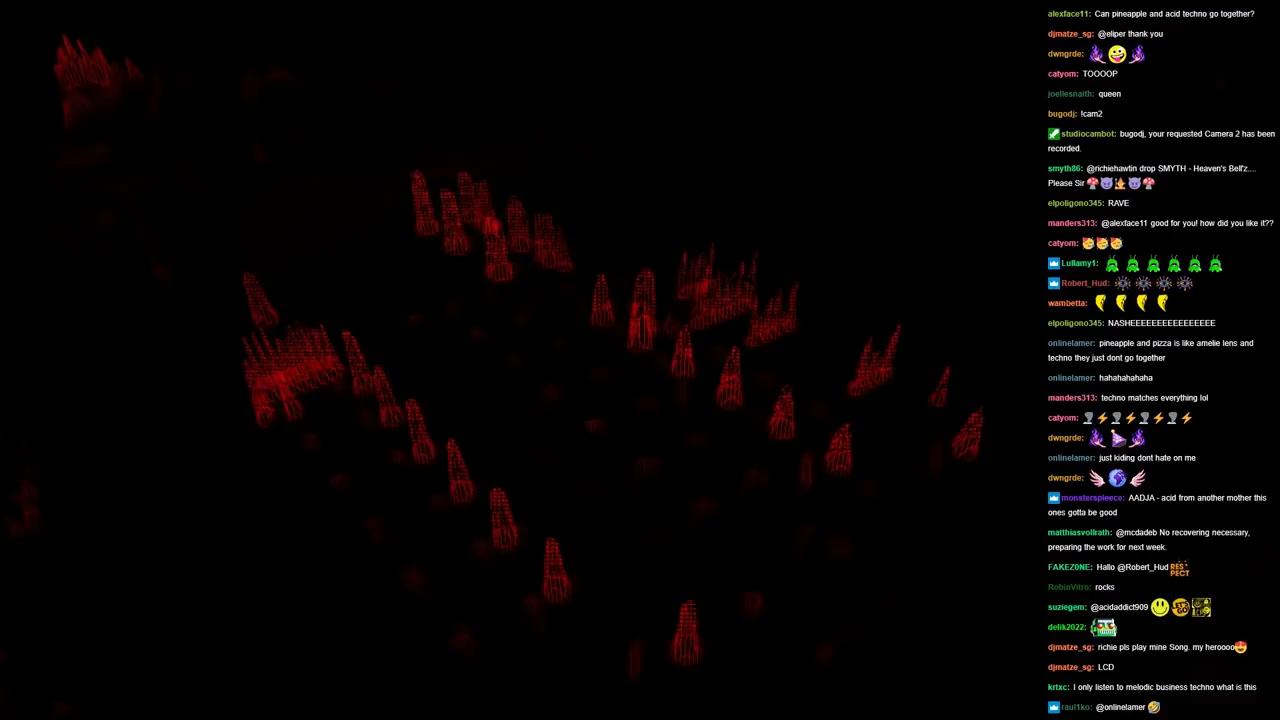 alexface11: Can pineapple and acid techno go together?
djmatze_sg: @eliper thank you
dwngrde:
catyom: TOOOOP
joellesnaith: queen
bugodj: !cam2
studiocambot: bugodj, your requested Camera 2 has been
recorded.
smyth86: @richiehawtin drop SMYTH - Heaven's Bell'z....
Please Sir
elpoligono345: RAVE
manders313: @alexface11 good for you! how did you like it??
catyom:
Lullamy1:
Robert_Hud:
wambetta:
elpoligono345: NASHEEEEEEEEEEEEEEE
onlinelamer: pineapple and pizza is like amelie lens and
techno they just dont go together
onlinelamer: hahahahahaha
manders313: techno matches everything lol
catyom:
dwngrde:
onlinelamer: just kiding dont hate on me
dwngrde:
monsterspleece: AADJA - acid from another mother this
ones gotta be good
matthiasvollrath: @mcdadeb No recovering necessary,
preparing the work for next week.
FAKEZ0NE: Hallo @Robert_Hud RESPECT
RobinVitro: rocks
suziegem: @acidaddict909
delik2022:
djmatze_sg: richie pls play mine Song. my heroooo
djmatze_sg: LCD
krtxc: I only listen to melodic business techno what is this
raul1ko: @onlinelamer